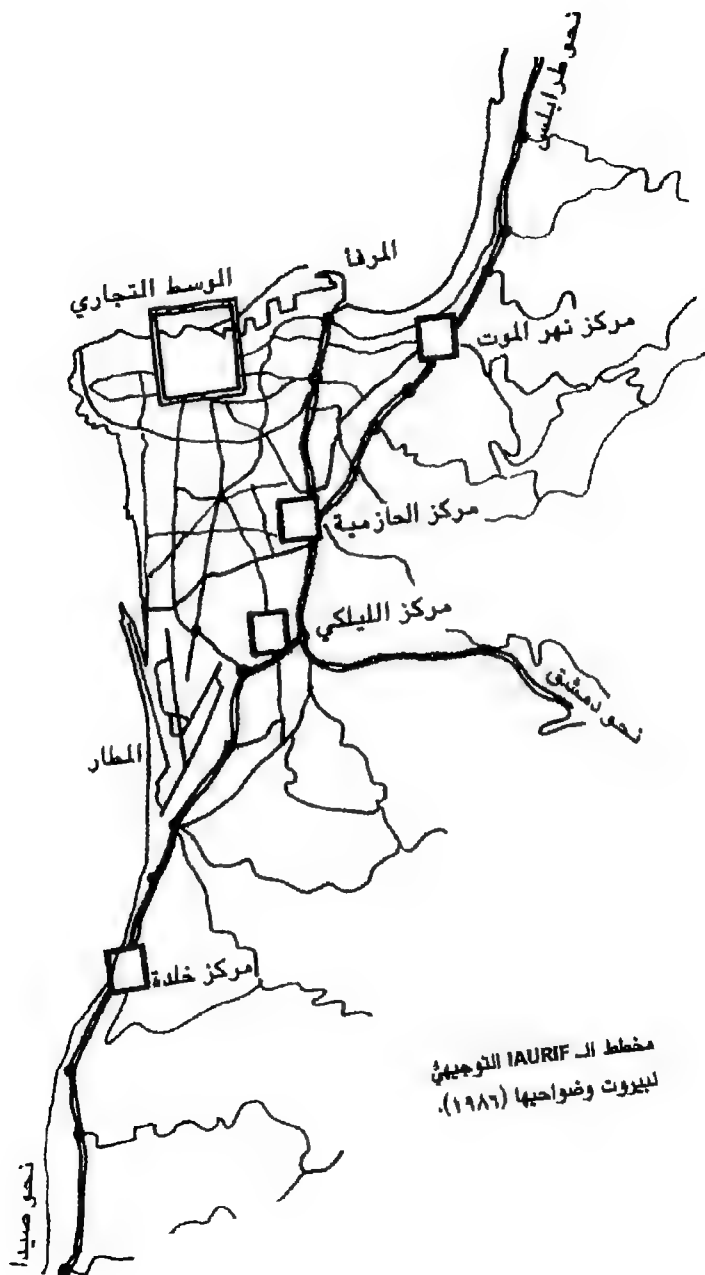 نحو طرابلس
المرفأ
الوسط التجاري
مركز نهر الموت
مركز الحازمية
مركز الليلكي
نحو دمشق
المطار
مركز خلدة
مخطط الـ IAURIF التوجيهيّ
لبيروت وضواحيها (١٩٨٦).
نحو صيدا